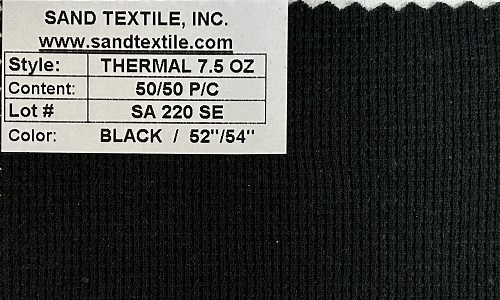 SAND TEXTILE, INC.
www.sandtextile.com
Style: THERMAL 7.5 OZ
Content: 50/50 P/C
Lot # SA 220 SE
Color: BLACK / 52"/54"